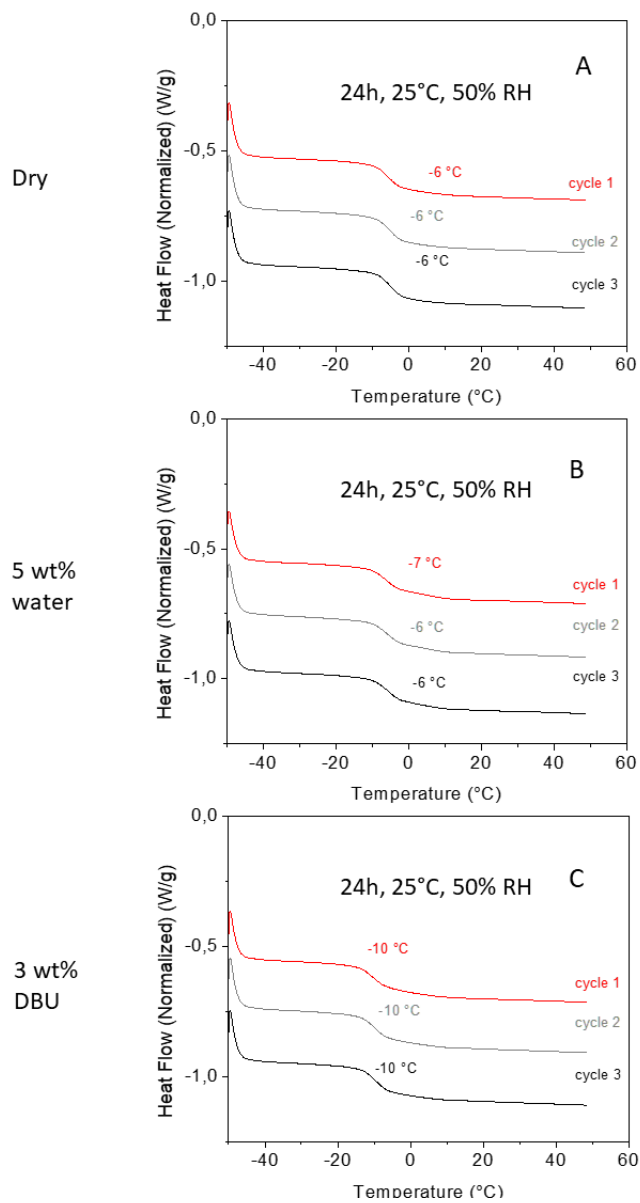 0,0
A
24h, 25°C, 50% RH
Dry
Heat Flow (Normalized) (W/g)
-0,5
-6 °C
cycle 1
-6 °C
cycle 2
-6 °C
cycle 3
-1,0
-40 -20 0 20 40 60
Temperature (°C)
0,0
B
24h, 25°C, 50% RH
5 wt%
water
Heat Flow (Normalized) (W/g)
-0,5
-7 °C
cycle 1
-6 °C
cycle 2
-6 °C
cycle 3
-1,0
-40 -20 0 20 40 60
Temperature (°C)
0,0
C
24h, 25°C, 50% RH
3 wt%
DBU
Heat Flow (Normalized) (W/g)
-0,5
-10 °C
cycle 1
-10 °C
cycle 2
-10 °C
cycle 3
-1,0
-40 -20 0 20 40 60
Temperature (°C)